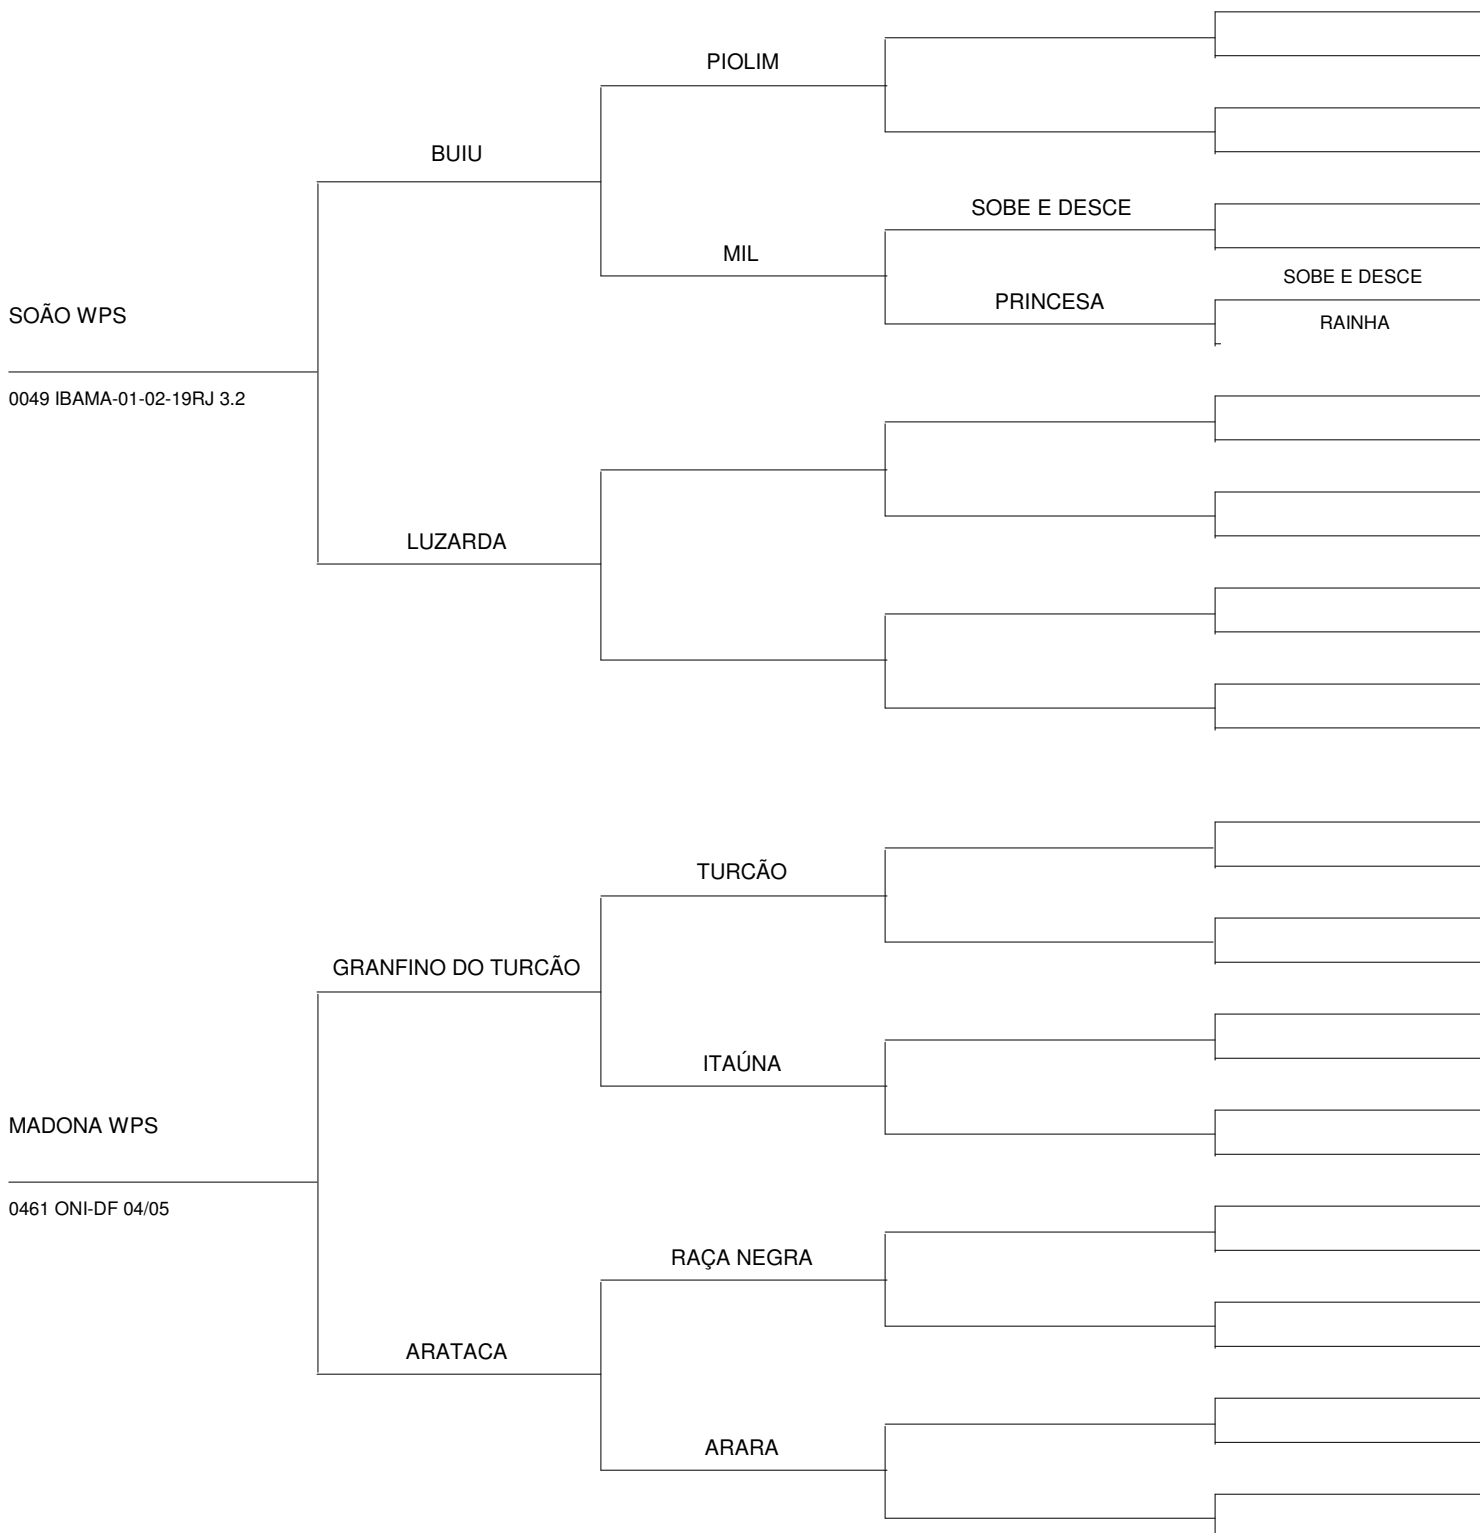 PIOLIM
BUIU
SOBE E DESCE
MIL
SOBE E DESCE
PRINCESA
SOÃO WPS
RAINHA
0049 IBAMA-01-02-19RJ 3.2
LUZARDA
TURCÃO
GRANFINO DO TURCÃO
ITAÚNA
MADONA WPS
0461 ONI-DF 04/05
RAÇA NEGRA
ARATACA
ARARA